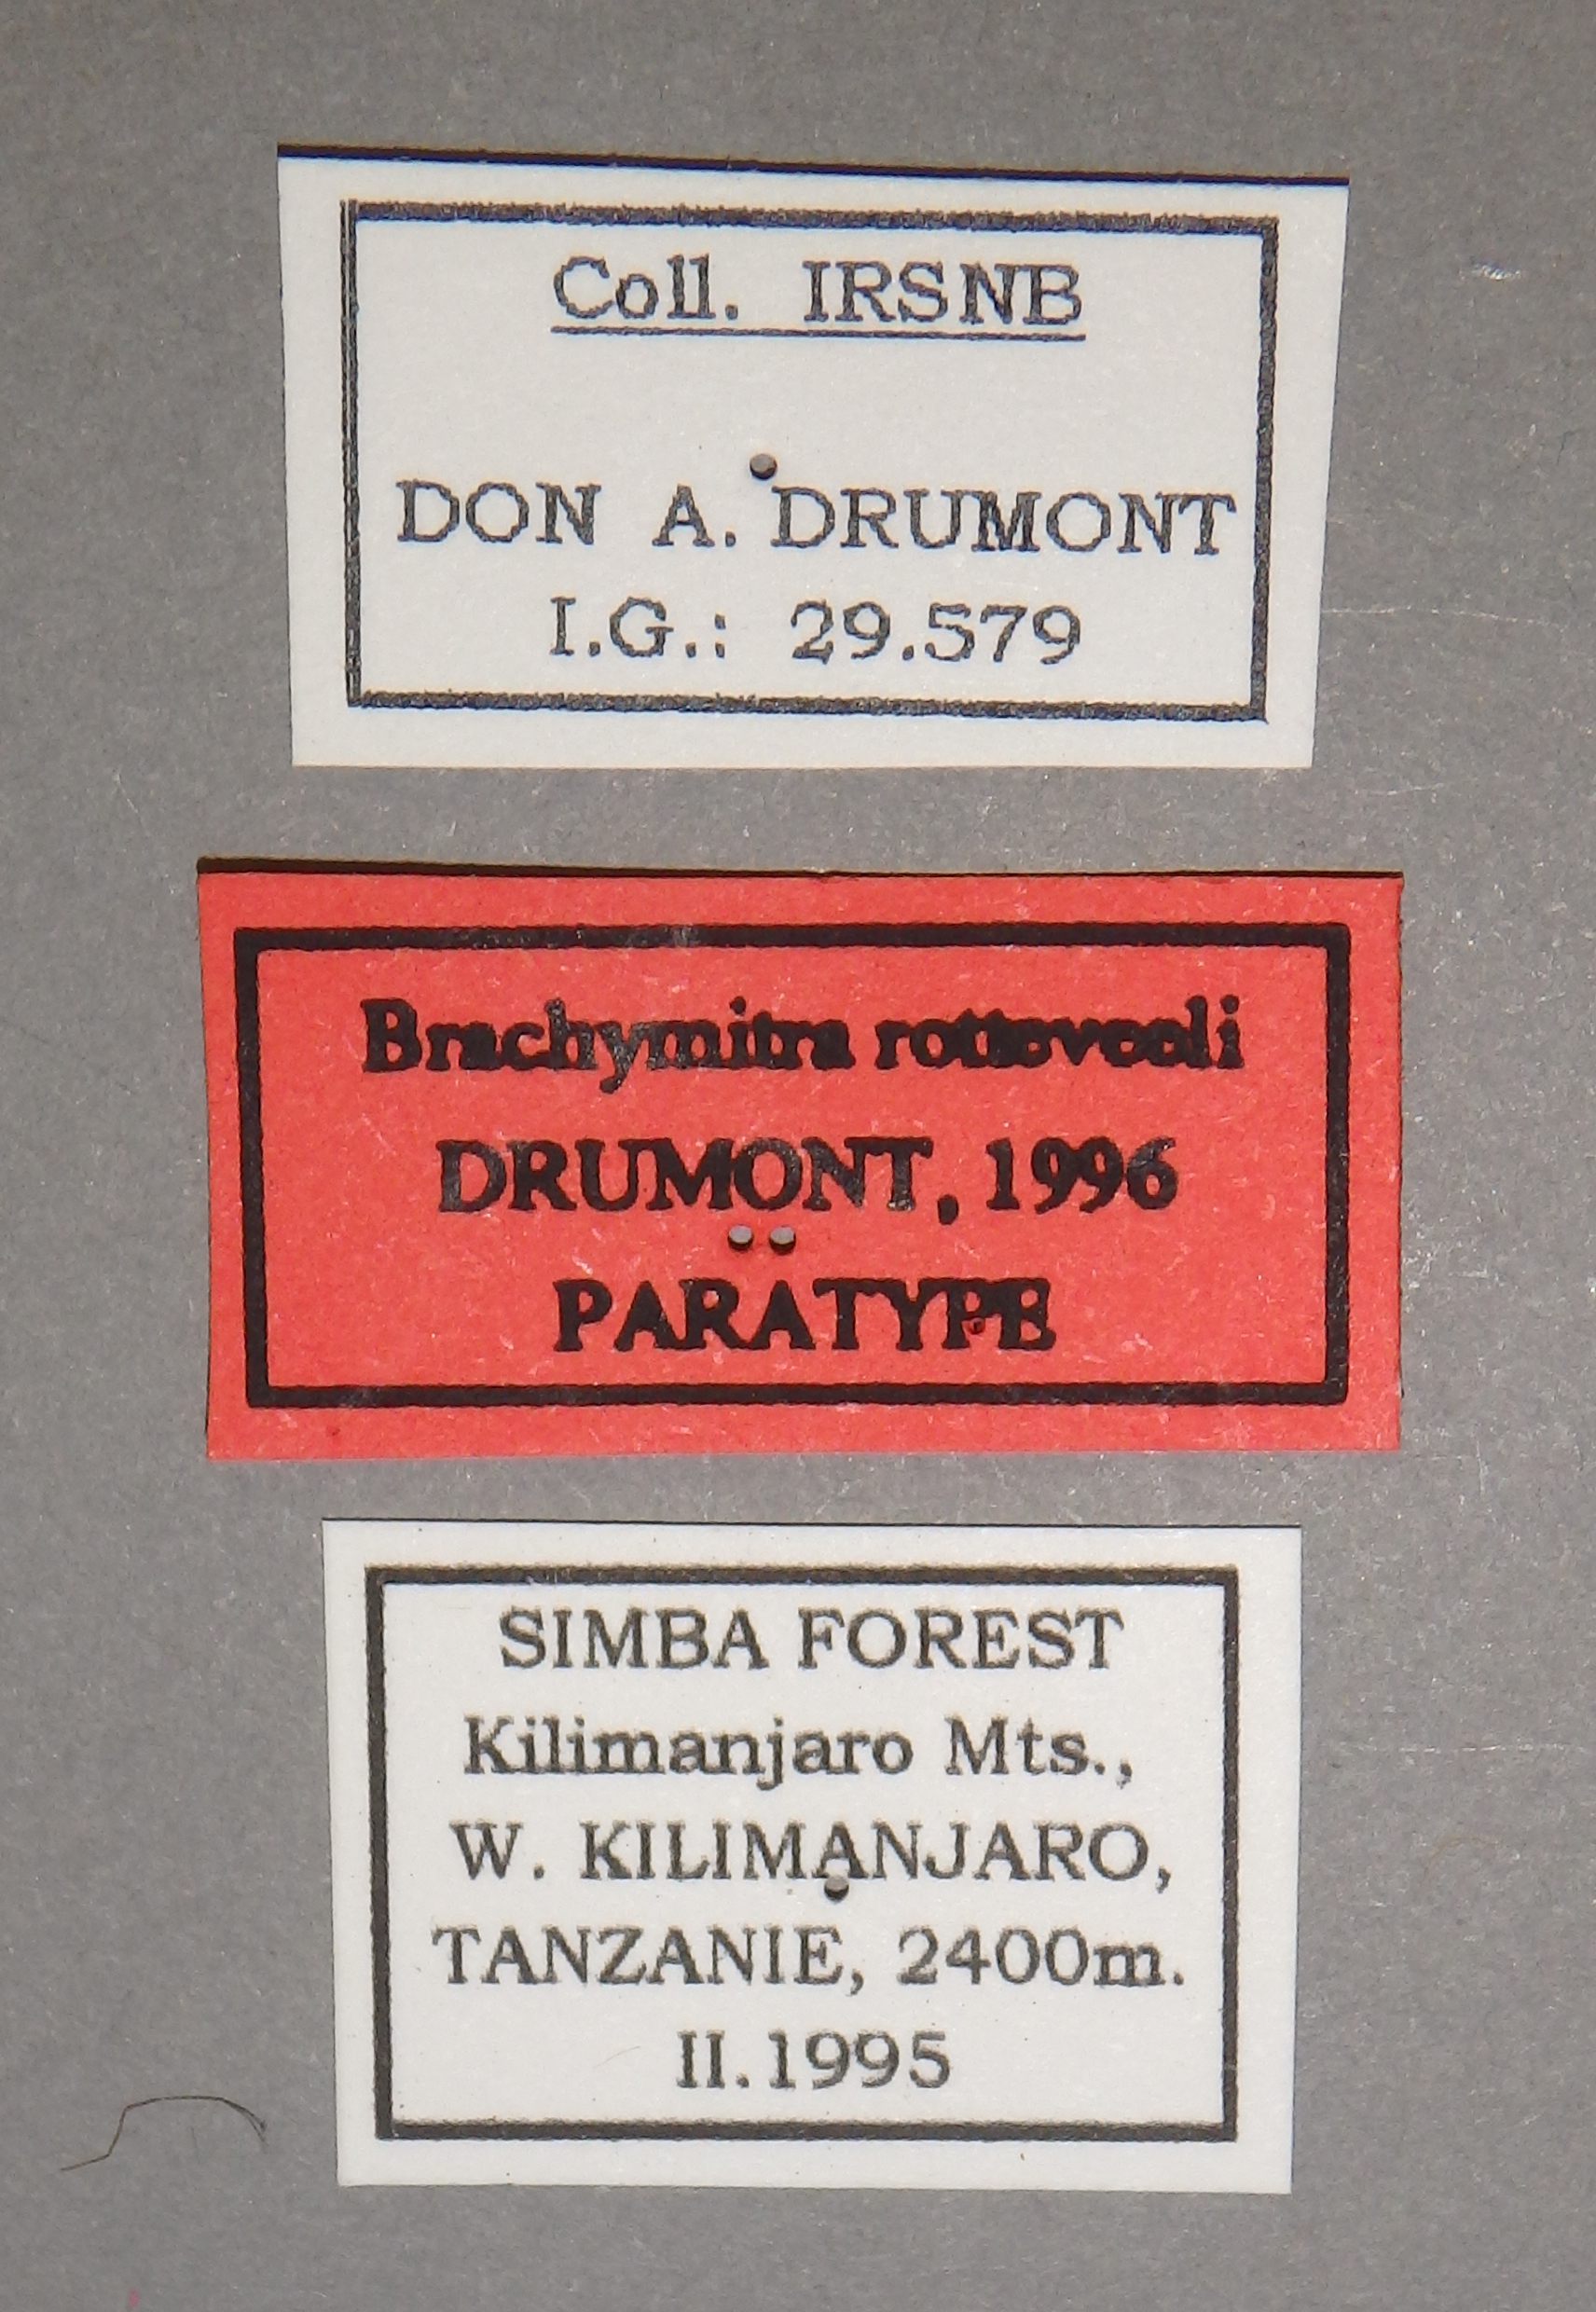 Coll. IRSNB
DON A. DRUMONT
I.G.: 29.579
Brachymitra rotteveeli
DRUMONT, 1996
PARATYPE
SIMBA FOREST
Kilimanjaro Mts.,
W. KILIMANJARO,
TANZANIE, 2400m.
II.1995